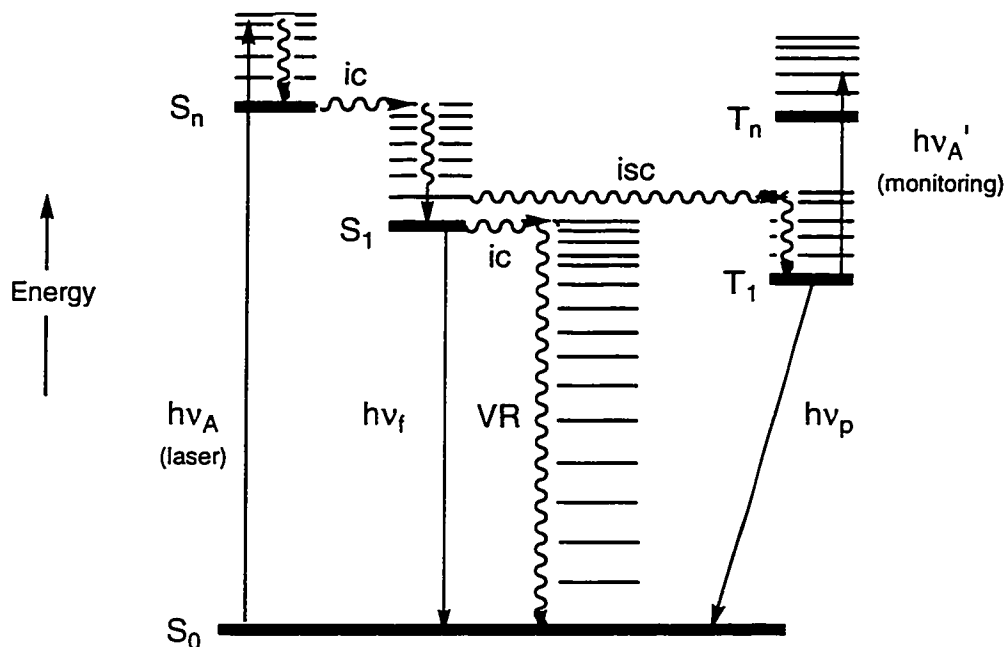 ic
Sn
Tn
hνA'
(monitoring)
isc
S1
ic
T1
Energy
hνA
(laser)
hνf
VR
hνp
S0